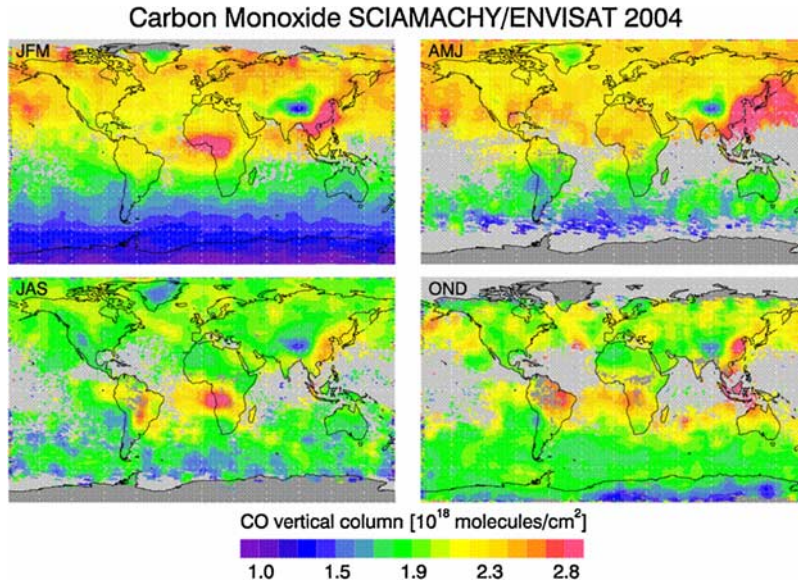 Carbon Monoxide SCIAMACHY/ENVISAT 2004
JFM
AMJ
JAS
OND
CO vertical column [10¹⁸ molecules/cm²]
1.0 1.5 1.9 2.3 2.8